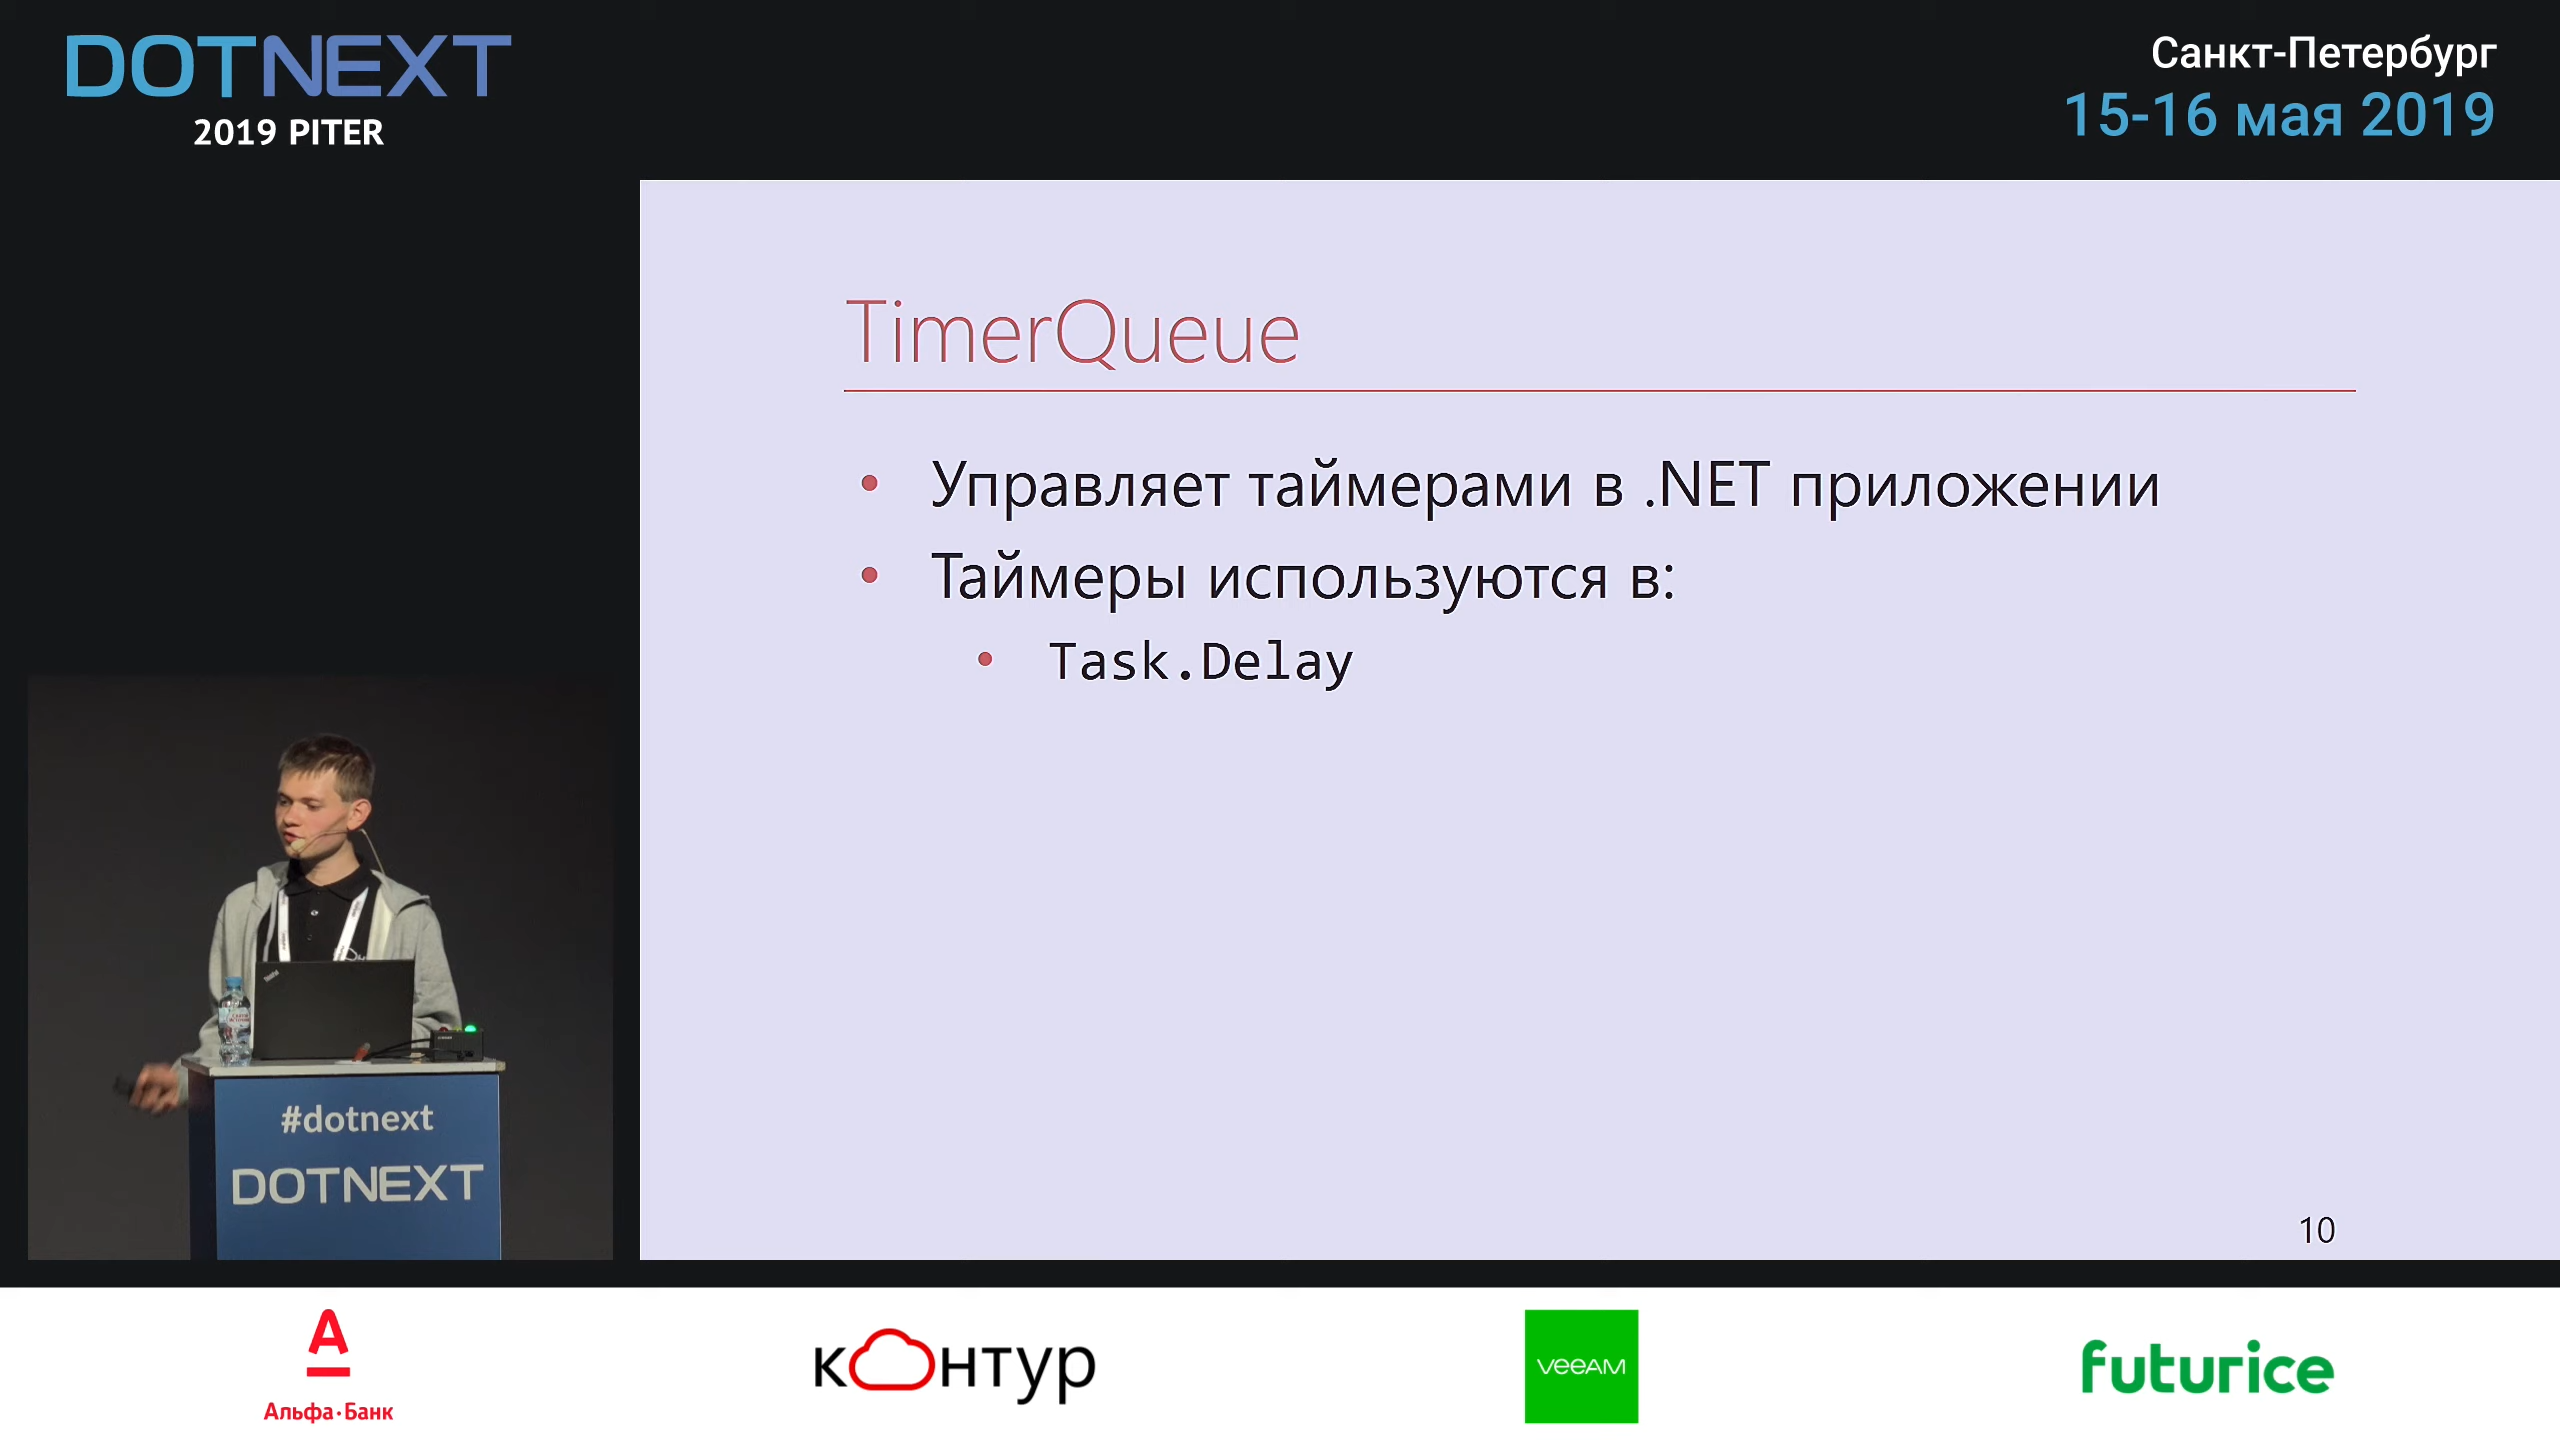 DOTNEXT
2019 PITER
Санкт-Петербург
15-16 мая 2019
TimerQueue
• Управляет таймерами в .NET приложении
• Таймеры используются в:
• Task.Delay
10
#dotnext
DOTNEXT
Альфа·Банк
контур
veeam
futurice